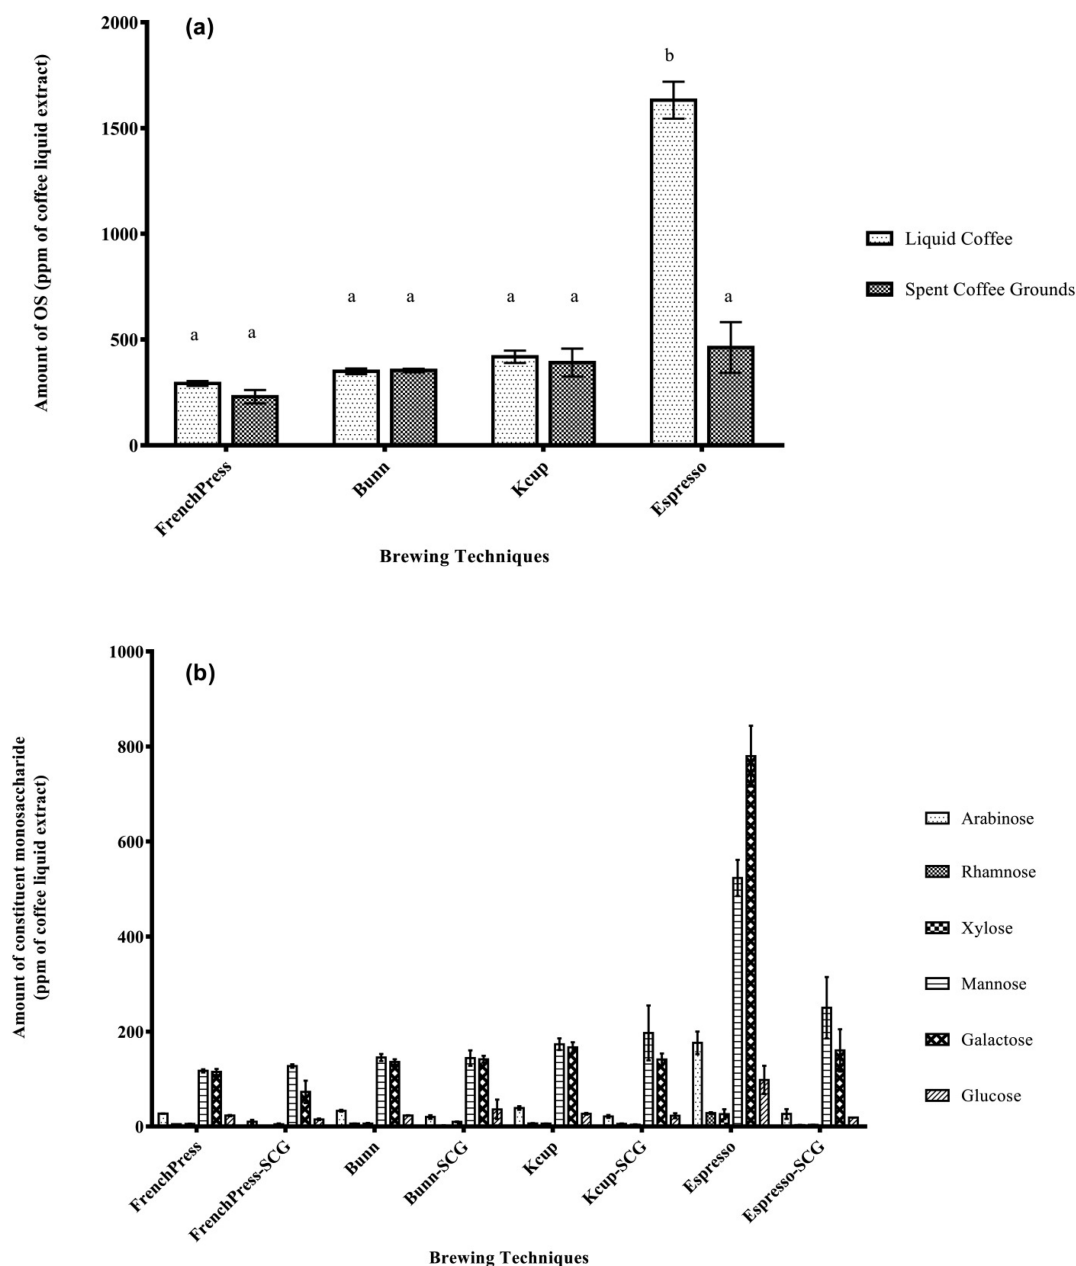 (a)
2000
1500
1000
500
0
Amount of OS (ppm of coffee liquid extract)
a
a
a
a
a
a
b
a
Liquid Coffee
Spent Coffee Grounds
FrenchPress
Bunn
Kcup
Espresso
Brewing Techniques
(b)
1000
800
600
400
200
0
Amount of constituent monosaccharide
(ppm of coffee liquid extract)
Arabinose
Rhamnose
Xylose
Mannose
Galactose
Glucose
FrenchPress
FrenchPress-SCG
Bunn
Bunn-SCG
Kcup
Kcup-SCG
Espresso
Espresso-SCG
Brewing Techniques